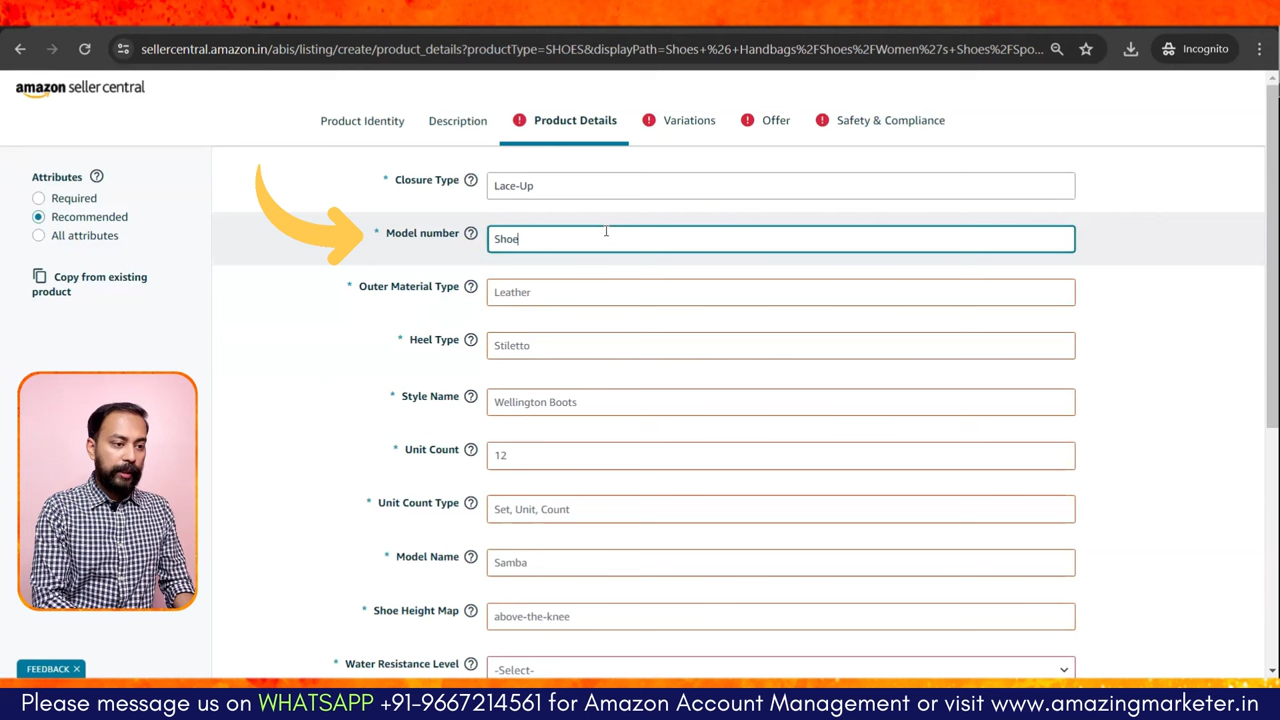 sellercentral.amazon.in/abis/listing/create/product_details?productType=SHOES&displayPath=Shoes+%26+Handbags%2FShoes%2FWomen%27s+Shoes%2FSpo...
Incognito
amazon seller central
Product Identity
Description
Product Details
Variations
Offer
Safety & Compliance
Attributes
Required
Recommended
All attributes
Copy from existing
product
* Closure Type
Lace-Up
* Model number
Shoe
* Outer Material Type
Leather
* Heel Type
Stiletto
* Style Name
Wellington Boots
* Unit Count
12
* Unit Count Type
Set, Unit, Count
* Model Name
Samba
* Shoe Height Map
above-the-knee
* Water Resistance Level
-Select-
FEEDBACK
Please message us on WHATSAPP +91-9667214561 for Amazon Account Management or visit www.amazingmarketer.in